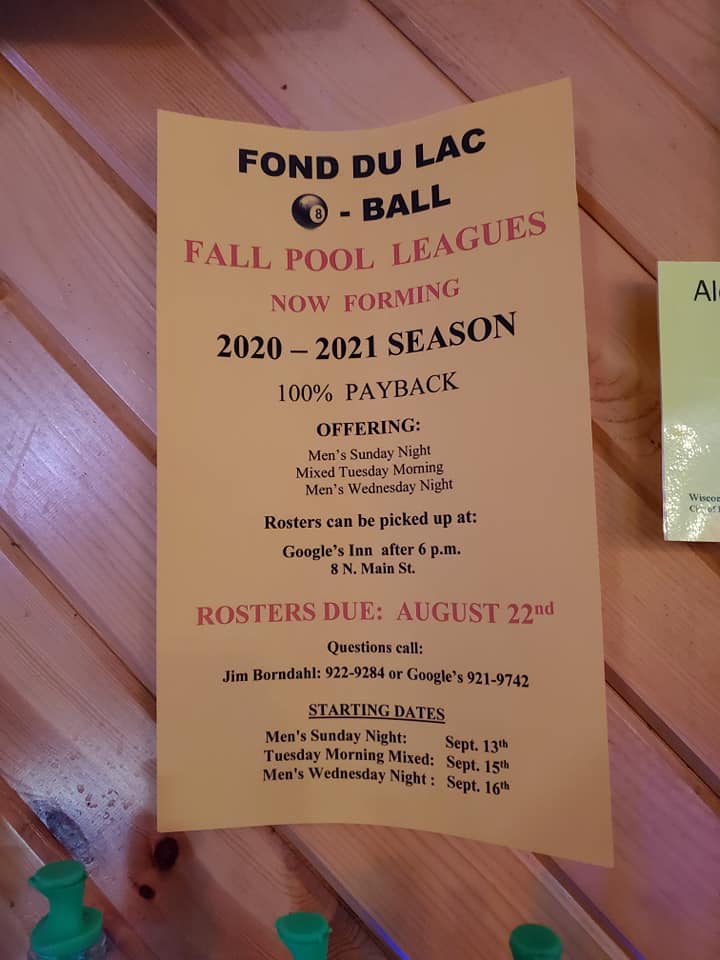 FOND DU LAC
8 - BALL
FALL POOL LEAGUES
NOW FORMING
2020 – 2021 SEASON
100% PAYBACK
OFFERING:
Men's Sunday Night
Mixed Tuesday Morning
Men's Wednesday Night
Rosters can be picked up at:
Google's Inn after 6 p.m.
8 N. Main St.
ROSTERS DUE: AUGUST 22nd
Questions call:
Jim Borndahl: 922-9284 or Google's 921-9742
STARTING DATES
Men's Sunday Night: Sept. 13th
Tuesday Morning Mixed: Sept. 15th
Men's Wednesday Night : Sept. 16th